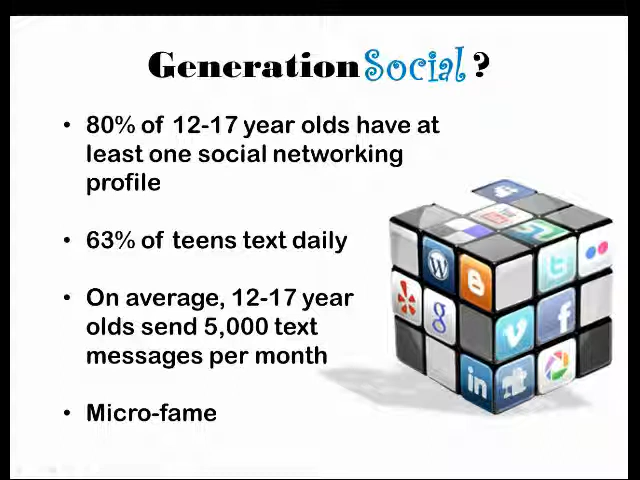 Generation Social ?
• 80% of 12-17 year olds have at
least one social networking
profile
• 63% of teens text daily
• On average, 12-17 year
olds send 5,000 text
messages per month
• Micro-fame